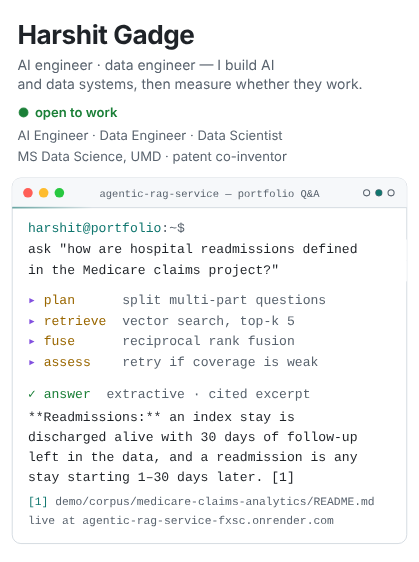 Harshit Gadge
AI engineer · data engineer — I build AI
and data systems, then measure whether they work.
● open to work
AI Engineer · Data Engineer · Data Scientist
MS Data Science, UMD · patent co-inventor
agentic-rag-service — portfolio Q&A
harshit@portfolio:~$
ask "how are hospital readmissions defined
in the Medicare claims project?"
▸ plan split multi-part questions
▸ retrieve vector search, top-k 5
▸ fuse reciprocal rank fusion
▸ assess retry if coverage is weak
✓ answer extractive · cited excerpt
**Readmissions:** an index stay is
discharged alive with 30 days of follow-up
left in the data, and a readmission is any
stay starting 1–30 days later. [1]
[1] demo/corpus/medicare-claims-analytics/README.md
live at agentic-rag-service-fxsc.onrender.com